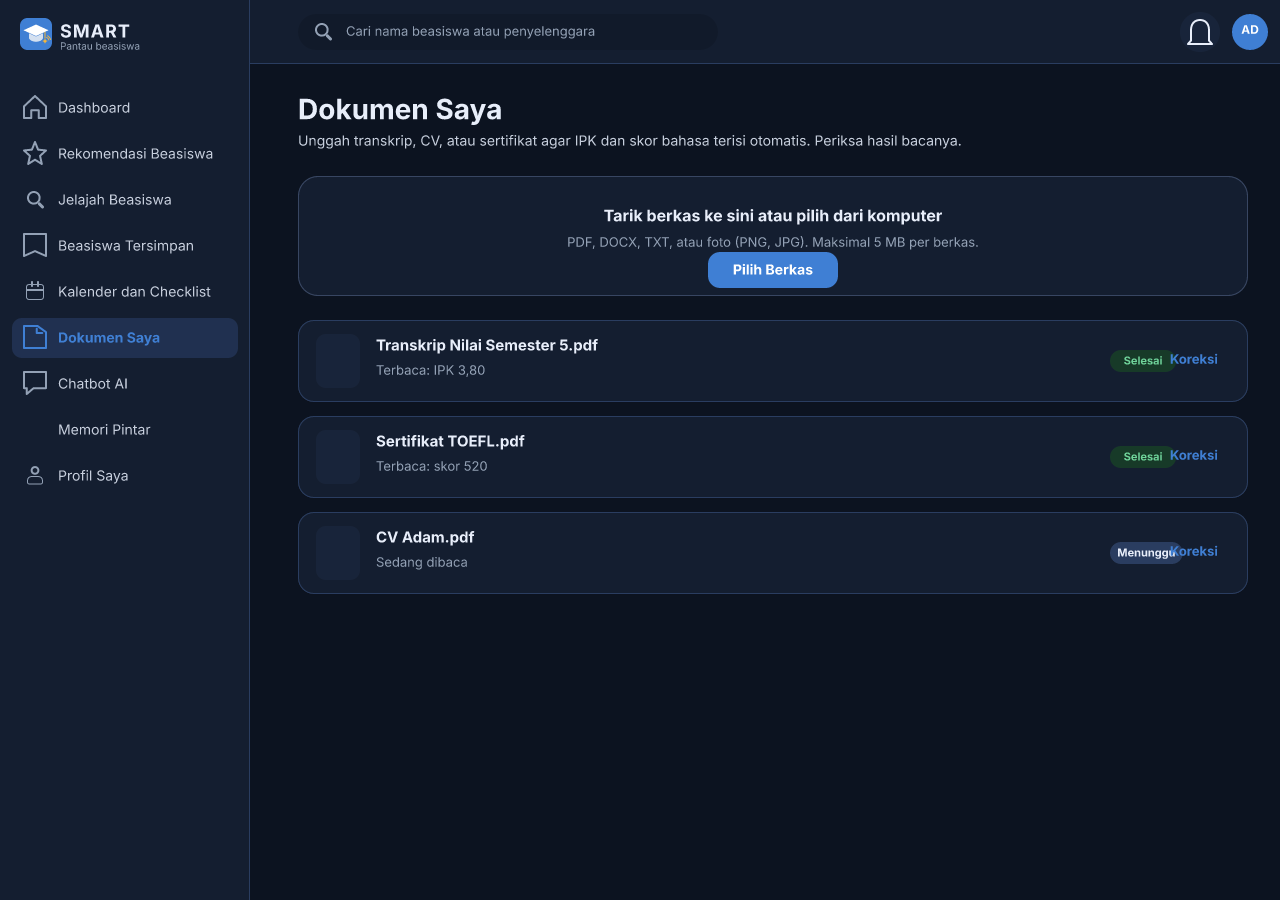 SMART
Pantau beasiswa
Cari nama beasiswa atau penyelenggara
AD
Dashboard
Rekomendasi Beasiswa
Jelajah Beasiswa
Beasiswa Tersimpan
Kalender dan Checklist
Dokumen Saya
Chatbot AI
Memori Pintar
Profil Saya
Dokumen Saya
Unggah transkrip, CV, atau sertifikat agar IPK dan skor bahasa terisi otomatis. Periksa hasil bacanya.
Tarik berkas ke sini atau pilih dari komputer
PDF, DOCX, TXT, atau foto (PNG, JPG). Maksimal 5 MB per berkas.
Pilih Berkas
Transkrip Nilai Semester 5.pdf
Terbaca: IPK 3,80
Selesai Koreksi
Sertifikat TOEFL.pdf
Terbaca: skor 520
Selesai Koreksi
CV Adam.pdf
Sedang dibaca
Menunggu Koreksi